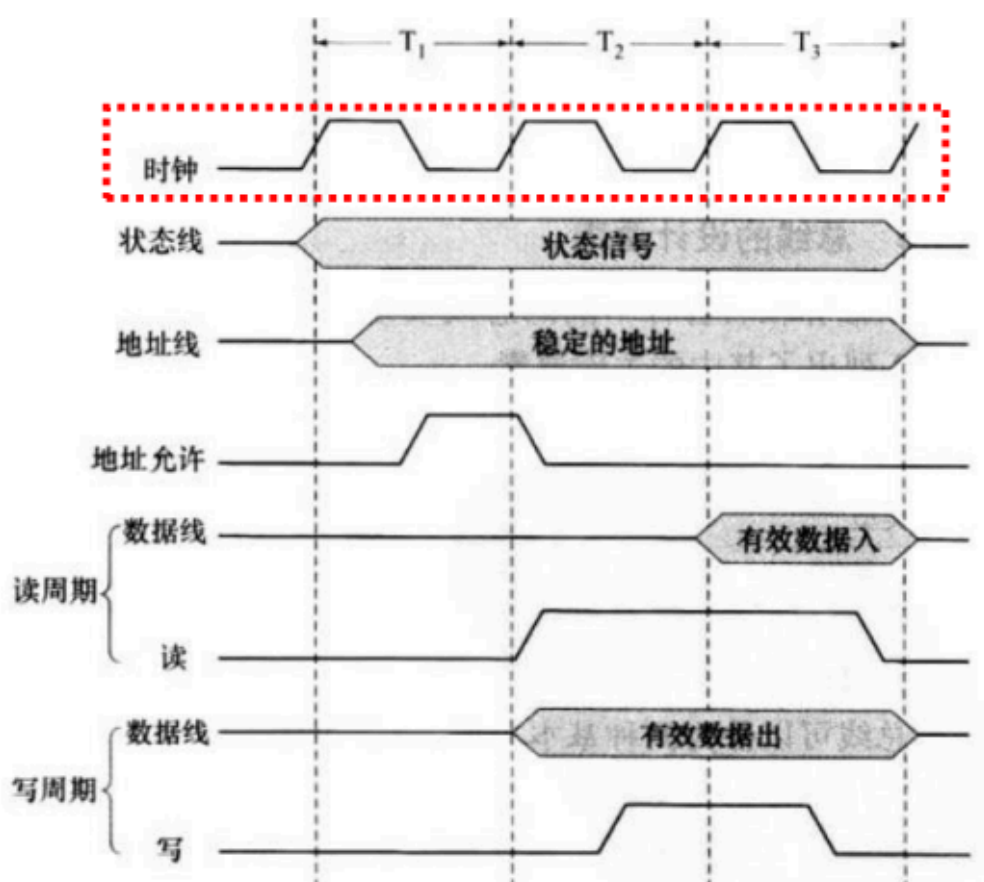 T₁ T₂ T₃
时钟
状态线 状态信号
地址线 稳定的地址
地址允许
数据线 有效数据入
读周期
读
数据线 有效数据出
写周期
写